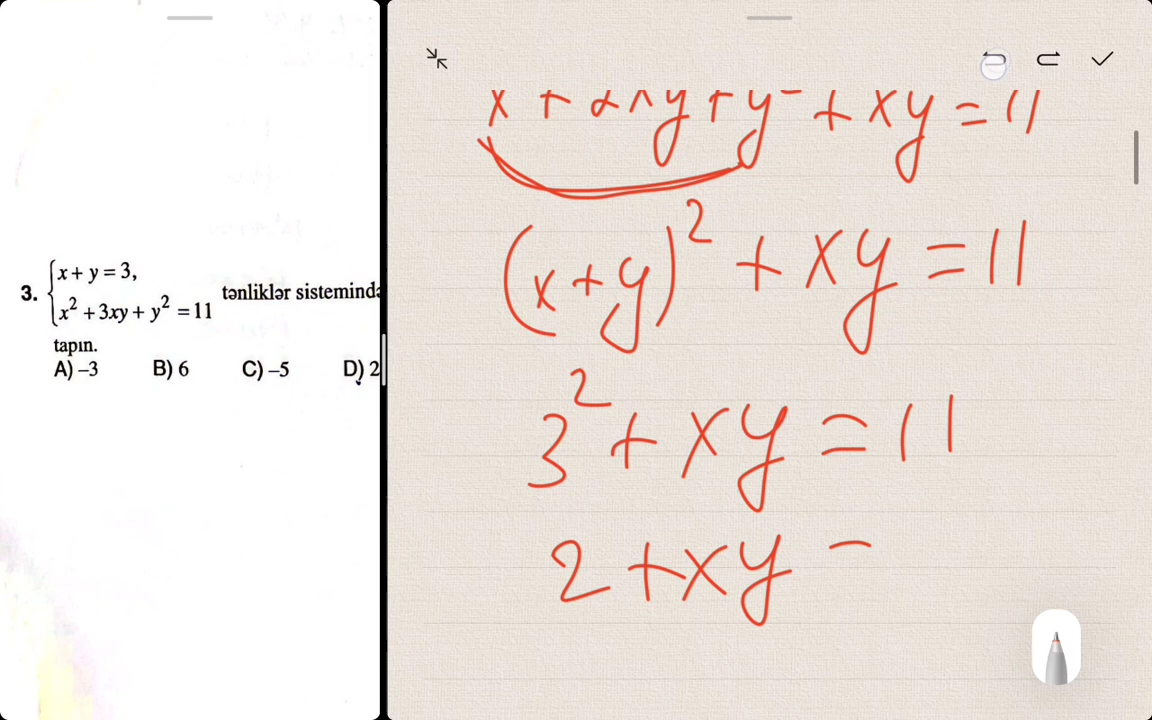 3. { x + y = 3,
x² + 3xy + y² = 11 tənliklər sistemində
tapın.
A) –3 B) 6 C) –5 D) 2
x + 2xy + y² + xy = 11
(x+y)² + xy = 11
3² + xy = 11
2 + xy –